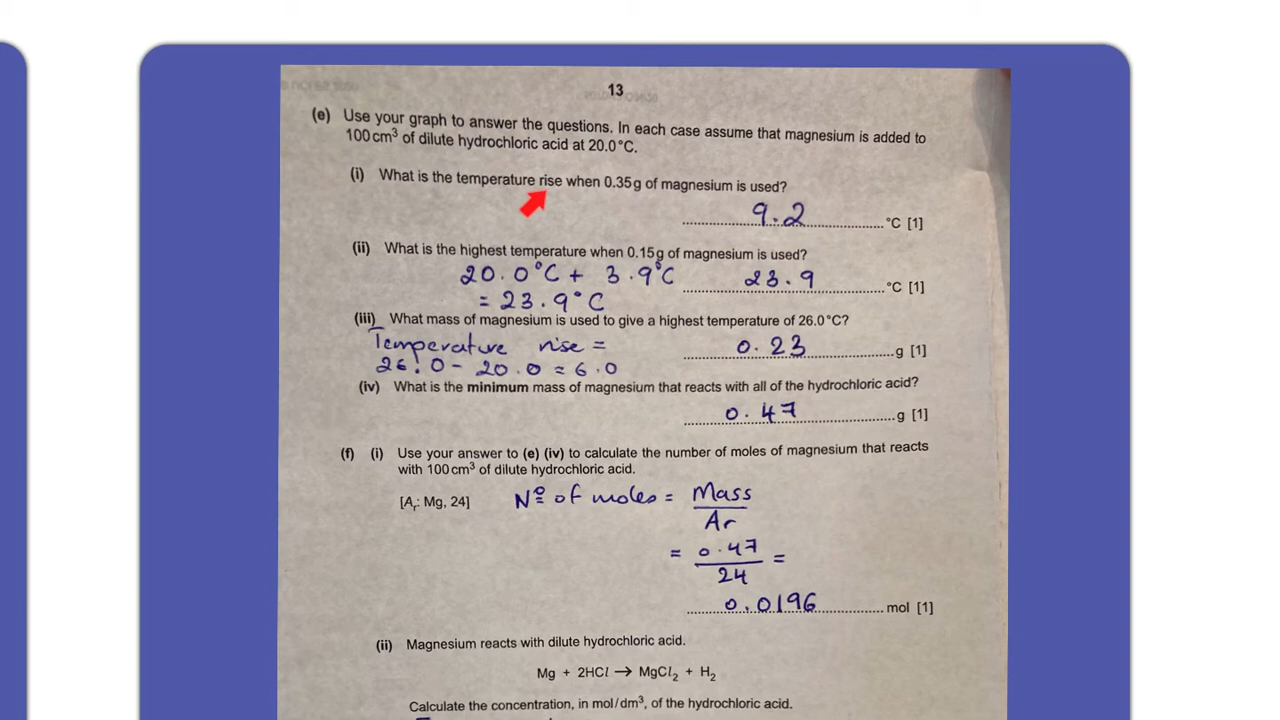 13
(e) Use your graph to answer the questions. In each case assume that magnesium is added to
100 cm³ of dilute hydrochloric acid at 20.0 °C.
(i) What is the temperature rise when 0.35 g of magnesium is used?
9.2 °C [1]
(ii) What is the highest temperature when 0.15 g of magnesium is used?
20.0°C + 3.9°C 23.9 °C [1]
= 23.9°C
(iii) What mass of magnesium is used to give a highest temperature of 26.0 °C?
Temperature rise = 0.23 g [1]
26.0 - 20.0 = 6.0
(iv) What is the minimum mass of magnesium that reacts with all of the hydrochloric acid?
0.47 g [1]
(f) (i) Use your answer to (e) (iv) to calculate the number of moles of magnesium that reacts
with 100 cm³ of dilute hydrochloric acid.
[Aᵣ: Mg, 24] Nº of moles = Mass
Ar
= 0.47 =
24
0.0196 mol [1]
(ii) Magnesium reacts with dilute hydrochloric acid.
Mg + 2HCl → MgCl₂ + H₂
Calculate the concentration, in mol/dm³, of the hydrochloric acid.